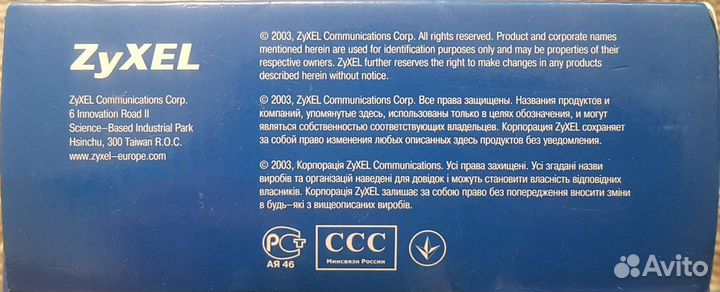 ZyXEL
ZyXEL Communications Corp.
6 Innovation Road II
Science–Based Industrial Park
Hsinchu, 300 Taiwan R.O.C.
www.zyxel–europe.com
© 2003, ZyXEL Communications Corp. All rights reserved. Product and corporate names
mentioned herein are used for identification purposes only and may be properties of their
respective owners. ZyXEL further reserves the right to make changes in any products
described herein without notice.
© 2003, ZyXEL Communications Corp. Все права защищены. Названия продуктов и
компаний, упомянутые здесь, использованы только в целях обозначения, и могут
являться собственностью соответствующих владельцев. Корпорация ZyXEL сохраняет
за собой право изменения любых описанных здесь продуктов без уведомления.
© 2003, Корпорація ZyXEL Communications. Усі права захищені. Усі згадані назви
виробів та організацій наведені для довідок і можуть становити власність відповідних
власників. Корпорація ZyXEL залишає за собою право без попередження вносити зміни
в будь–які з вищеописаних виробів.
РСТ
АЯ 46
ССС
Минсвязи России
Avito